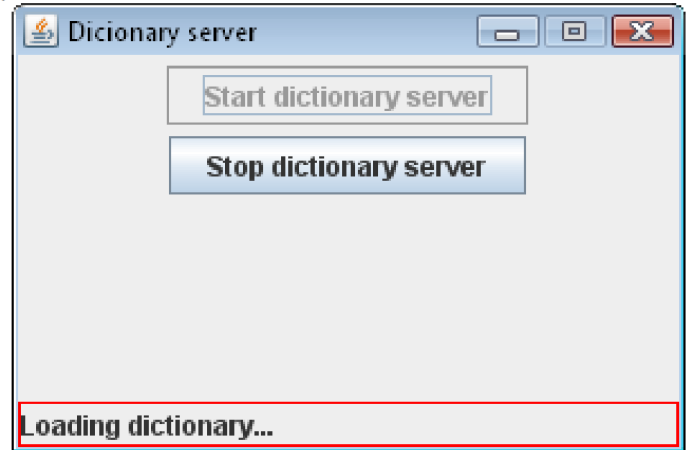 Dicionary server
Start dictionary server
Stop dictionary server
Loading dictionary...